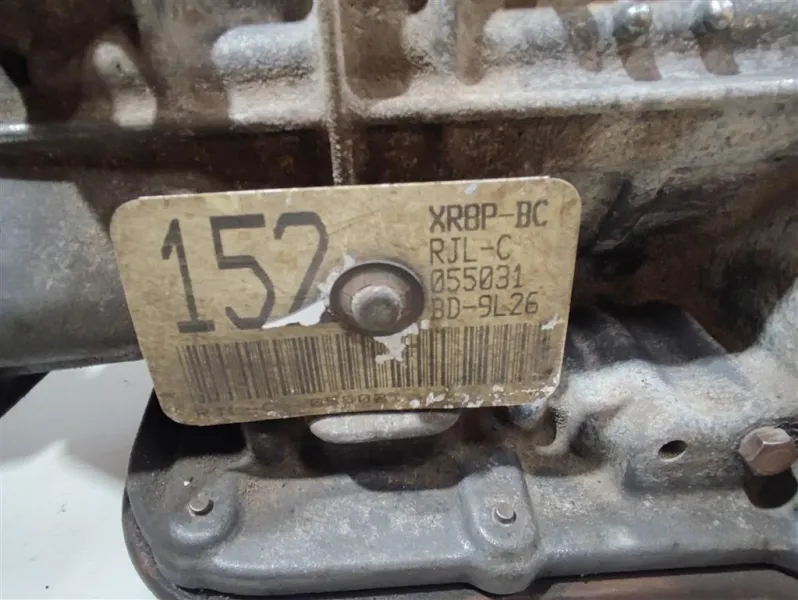 152
XR8P-BC
RJL-C
055031
BD-9L26